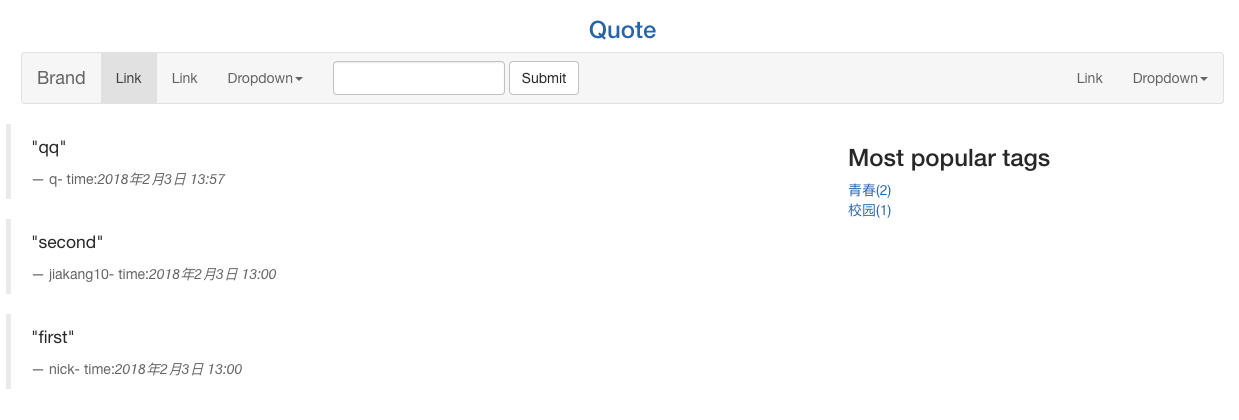 Quote
Brand Link Link Dropdown Submit Link Dropdown
"qq"
— q- time:2018年2月3日 13:57
"second"
— jiakang10- time:2018年2月3日 13:00
"first"
— nick- time:2018年2月3日 13:00
Most popular tags
青春(2)
校园(1)